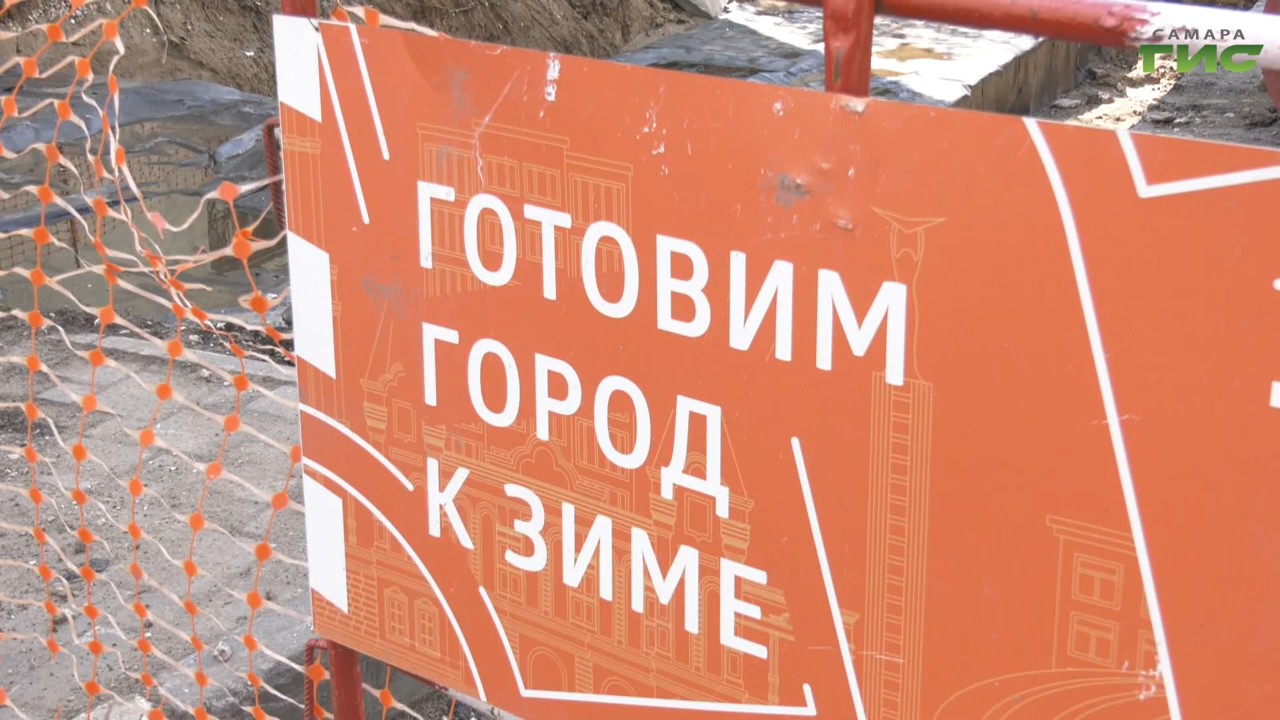 САМАРА
ГИС
ГОТОВИМ
ГОРОД
К ЗИМЕ